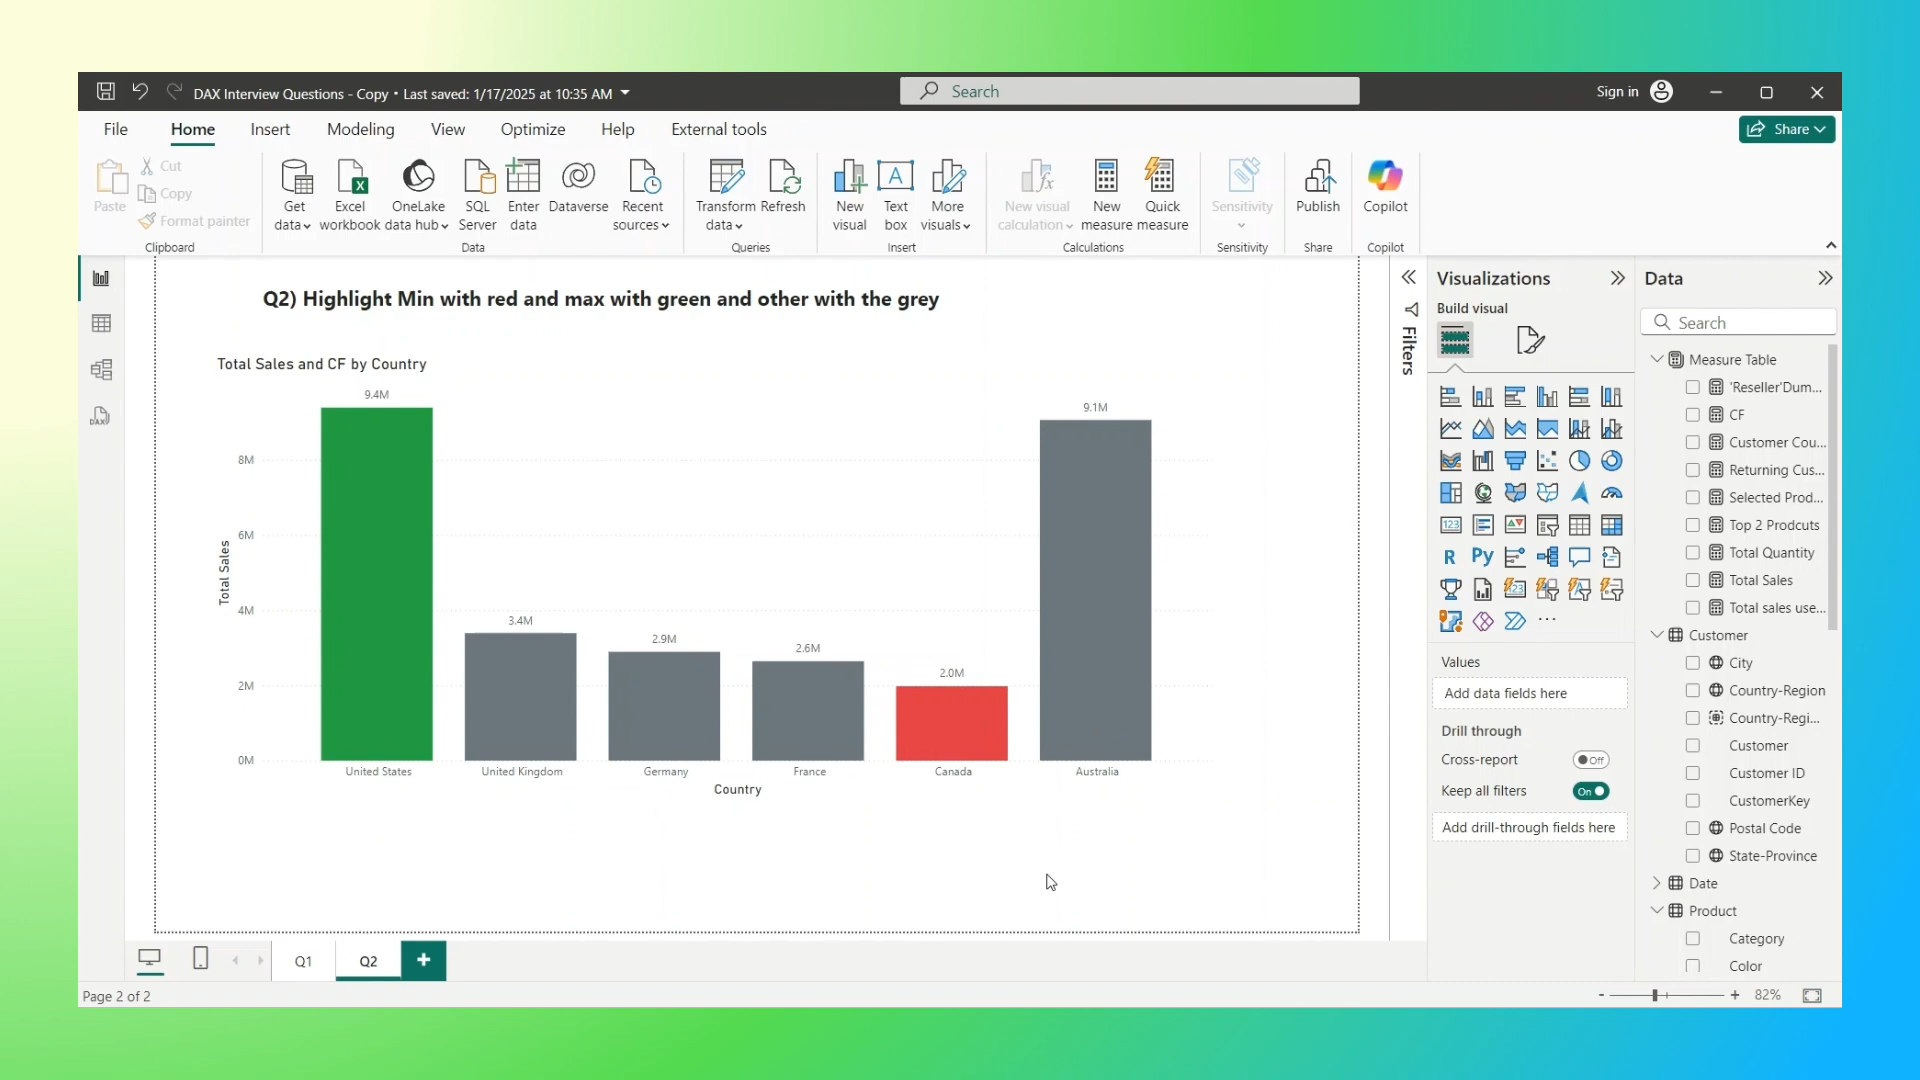 DAX Interview Questions - Copy • Last saved: 1/17/2025 at 10:35 AM
Search
Sign in
File Home Insert Modeling View Optimize Help External tools
Share
Paste
Cut
Copy
Format painter
Clipboard
Get data
Excel workbook
OneLake data hub
SQL Server
Enter data
Dataverse
Recent sources
Data
Transform data
Refresh
Queries
New visual
Text box
More visuals
Insert
New visual calculation
New measure
Quick measure
Calculations
Sensitivity
Sensitivity
Publish
Share
Copilot
Copilot
Q2) Highlight Min with red and max with green and other with the grey
Total Sales and CF by Country
9.4M
9.1M
8M
6M
3.4M
2.9M
2.6M
4M
2.0M
2M
0M
Total Sales
United States United Kingdom Germany France Canada Australia
Country
Filters
Visualizations
Build visual
123
R Py
123
...
Values
Add data fields here
Drill through
Cross-report Off
Keep all filters On
Add drill-through fields here
Data
Search
Measure Table
'Reseller'Dum...
CF
Customer Cou...
Returning Cus...
Selected Prod...
Top 2 Prodcuts
Total Quantity
Total Sales
Total sales use...
Customer
City
Country-Region
Country-Regi...
Customer
Customer ID
CustomerKey
Postal Code
State-Province
Date
Product
Category
Color
DAX
Q1 Q2 +
Page 2 of 2
- + 82%